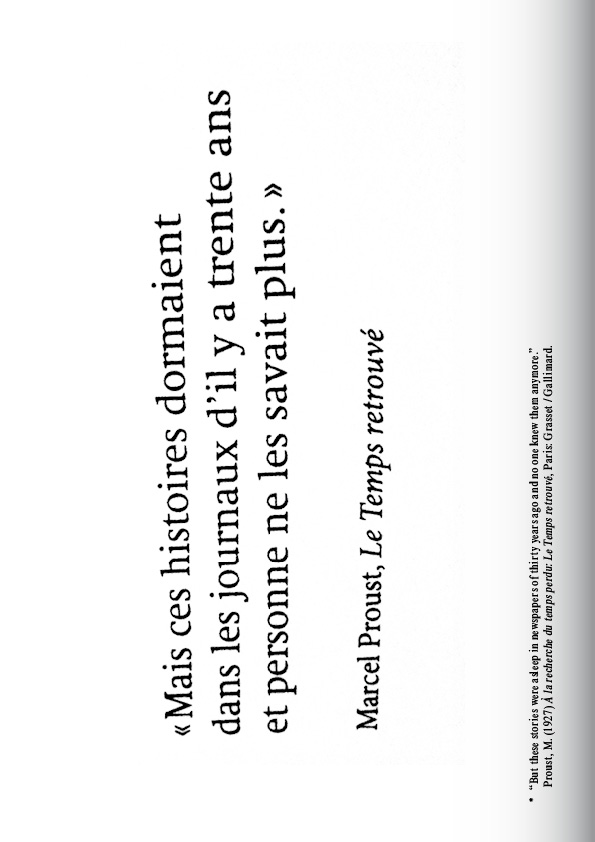 «Mais ces histoires dormaient
dans les journaux d’il y a trente ans
et personne ne les savait plus.»
Marcel Proust, Le Temps retrouvé
* “But these stories were asleep in newspapers of thirty years ago and no one knew them anymore.”
Proust, M. (1927) À la recherche du temps perdu: Le Temps retrouvé, Paris: Grasset / Gallimard.